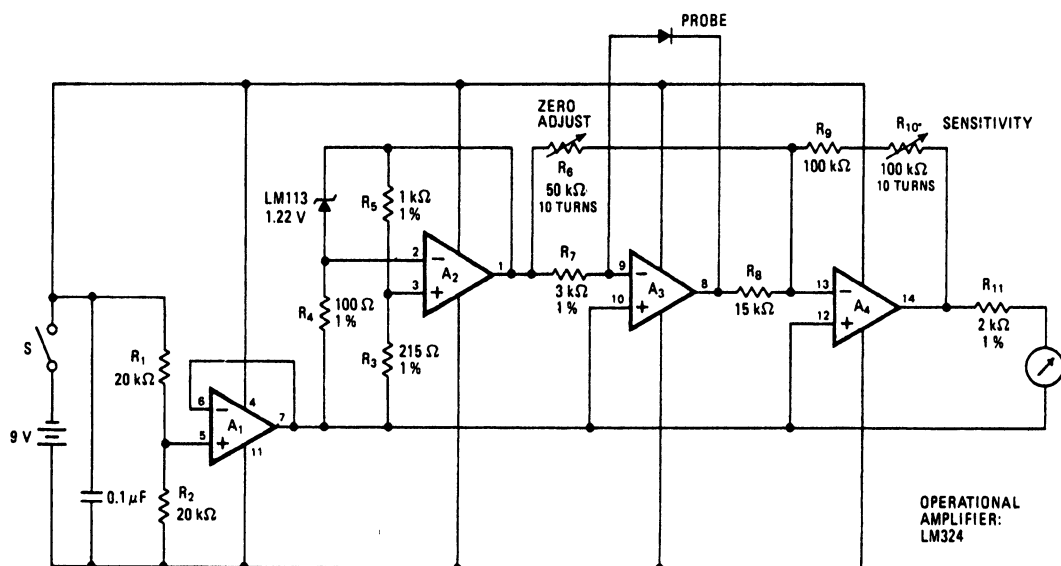 PROBE
ZERO
ADJUST
R6
50 kΩ
10 TURNS
R9
100 kΩ
R10
100 kΩ
10 TURNS
SENSITIVITY
LM113
1.22 V
R5
1 kΩ
1 %
2
−
A2
1
3
+
R4
100 Ω
1 %
R3
215 Ω
1 %
R7
3 kΩ
1 %
9
−
A3
8
10
+
R8
15 kΩ
13
−
A4
14
12
+
R11
2 kΩ
1 %
S
9 V
0.1 μF
R1
20 kΩ
R2
20 kΩ
6
−
4
A1
7
5
+
11
OPERATIONAL
AMPLIFIER:
LM324